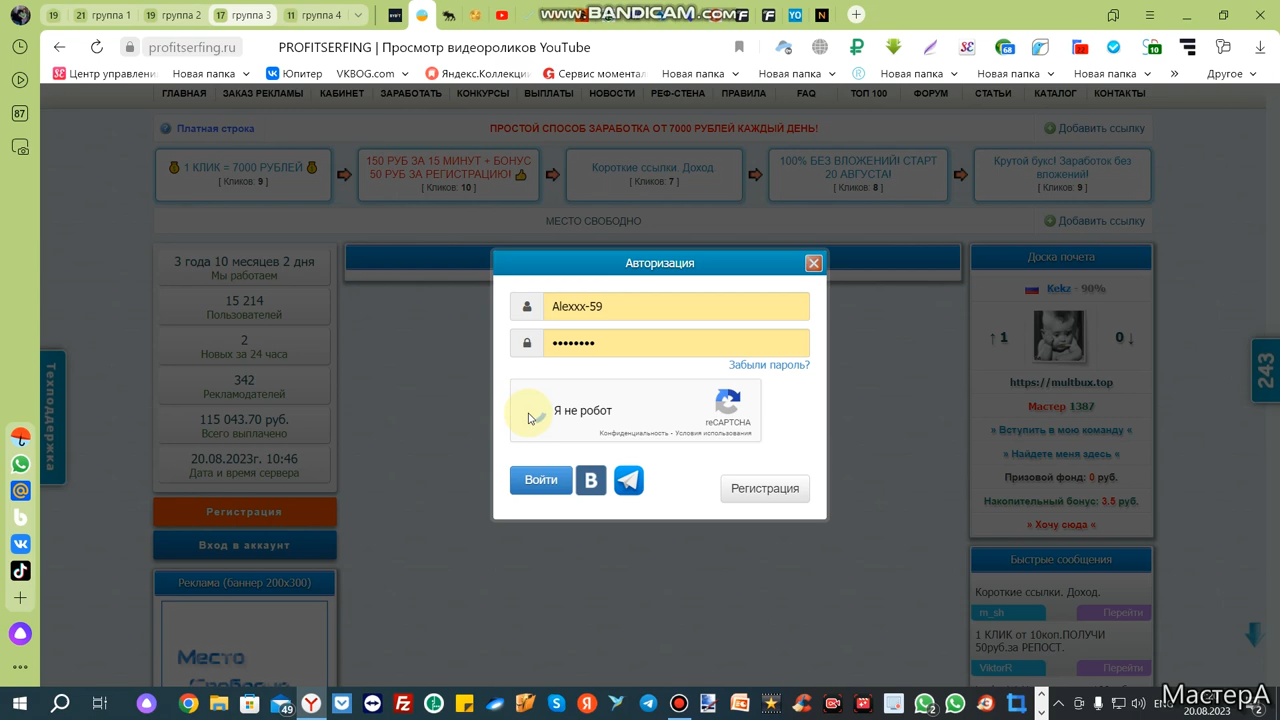 19 группа 1
21 группа 2
17 группа 3
11 группа 4
www.BANDICAM.com
profitserfing.ru
PROFITSERFING | Просмотр видеороликов YouTube
Центр управлени
Новая папка
Юпитер
VKBOG.com
Яндекс.Коллекци
Сервис момента
Новая папка
Новая папка
Новая папка
Новая папка
Новая папка
»
Другое
ГЛАВНАЯ ЗАКАЗ РЕКЛАМЫ КАБИНЕТ ЗАРАБОТАТЬ КОНКУРСЫ ВЫПЛАТЫ НОВОСТИ РЕФ-СТЕНА ПРАВИЛА FAQ ТОП 100 ФОРУМ СТАТЬИ КАТАЛОГ КОНТАКТЫ
Платная строка
ПРОСТОЙ СПОСОБ ЗАРАБОТКА ОТ 7000 РУБЛЕЙ КАЖДЫЙ ДЕНЬ!
Добавить ссылку
1 КЛИК = 7000 РУБЛЕЙ
[ Кликов: 9 ]
150 РУБ ЗА 15 МИНУТ + БОНУС
50 РУБ ЗА РЕГИСТРАЦИЮ!
[ Кликов: 10 ]
Короткие ссылки. Доход.
[ Кликов: 7 ]
100% БЕЗ ВЛОЖЕНИЙ! СТАРТ
20 АВГУСТА!
[ Кликов: 8 ]
Крутой букс! Заработок без
вложений!
[ Кликов: 9 ]
МЕСТО СВОБОДНО
Добавить ссылку
3 года 10 месяцев 2 дня
Мы работаем
15 214
Пользователей
2
Новых за 24 часа
342
Рекламодателей
115 043.70 руб.
Всего выплачено
20.08.2023г. 10:46
Дата и время сервера
Регистрация
Вход в аккаунт
Реклама (баннер 200x300)
Место
Техподдержка
87
Авторизация
Alexxx-59
••••••••
Забыли пароль?
Я не робот
reCAPTCHA
Конфиденциальность - Условия использования
Войти
Регистрация
Доска почета
Kekz - 90%
1
0
https://multbux.top
Мастер 1387
» Вступить в мою команду «
» Найдете меня здесь »
Призовой фонд: 0 руб.
Накопительный бонус: 3.5 руб.
» Хочу сюда «
243
Быстрые сообщения
Короткие ссылки. Доход.
m_sh
Перейти
1 КЛИК от 10коп.ПОЛУЧИ
50руб.за РЕПОСТ.
ViktorR
Перейти
МастерА
20.08.2023